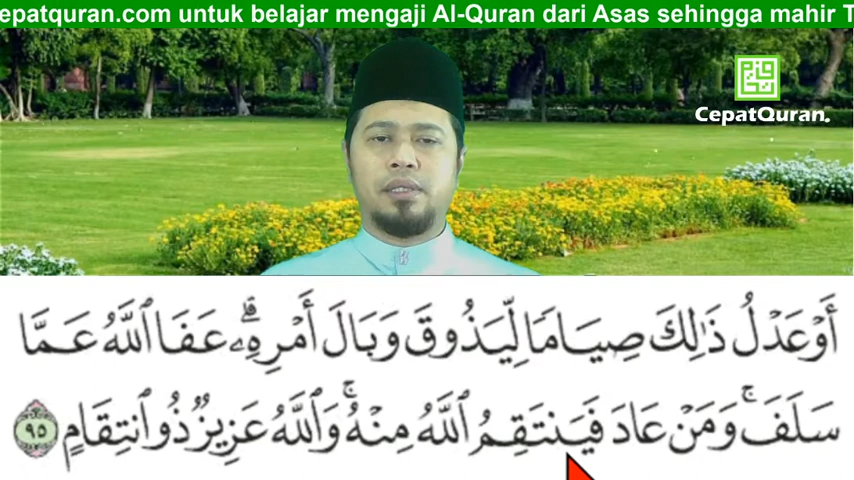 epatquran.com untuk belajar mengaji Al-Quran dari Asas sehingga mahir T
CepatQuran.
أَوْ عَدْلُ ذَٰلِكَ صِيَامًا لِّيَذُوقَ وَبَالَ أَمْرِهِۦۗ عَفَا ٱللَّهُ عَمَّا
سَلَفَۚ وَمَنْ عَادَ فَيَنتَقِمُ ٱللَّهُ مِنْهُۚ وَٱللَّهُ عَزِيزٌ ذُو ٱنتِقَامٍ ٩٥